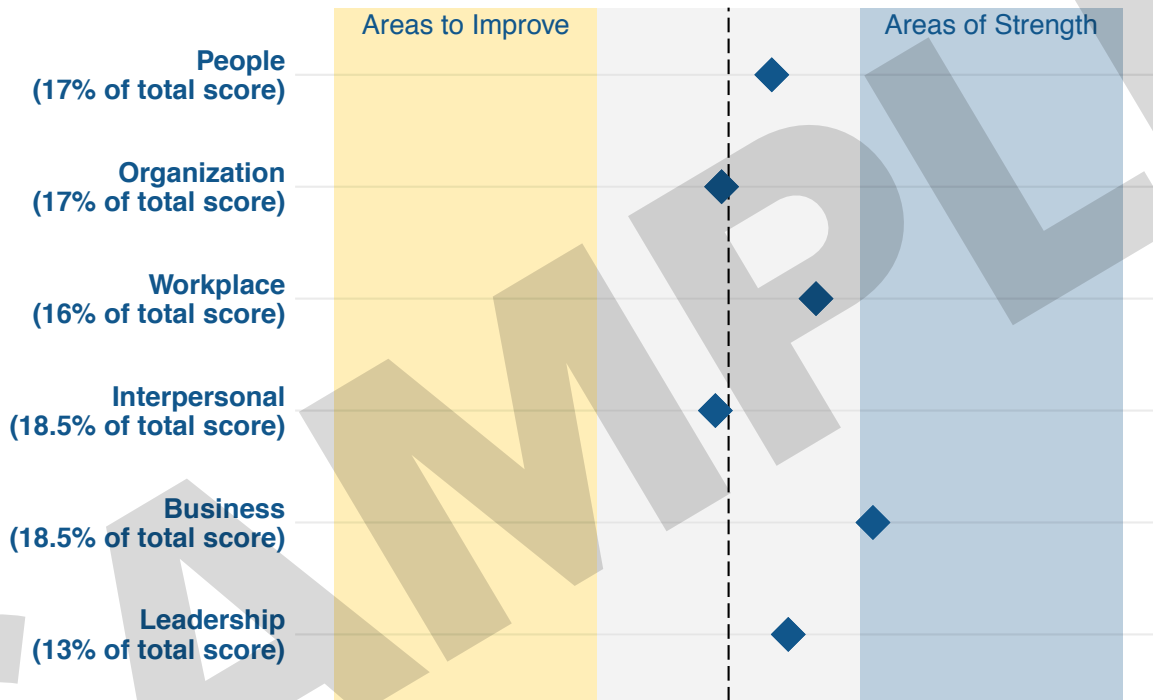 Areas to Improve
Areas of Strength
People
(17% of total score)
Organization
(17% of total score)
Workplace
(16% of total score)
Interpersonal
(18.5% of total score)
Business
(18.5% of total score)
Leadership
(13% of total score)